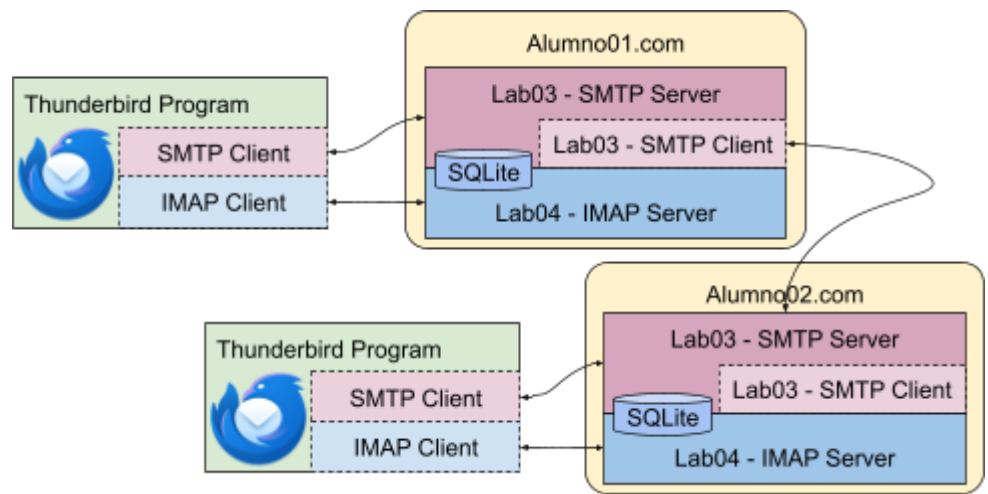 Alumno01.com
Thunderbird Program
Lab03 - SMTP Server
SMTP Client
Lab03 - SMTP Client
SQLite
IMAP Client
Lab04 - IMAP Server
Alumno02.com
Thunderbird Program
Lab03 - SMTP Server
SMTP Client
Lab03 - SMTP Client
SQLite
IMAP Client
Lab04 - IMAP Server